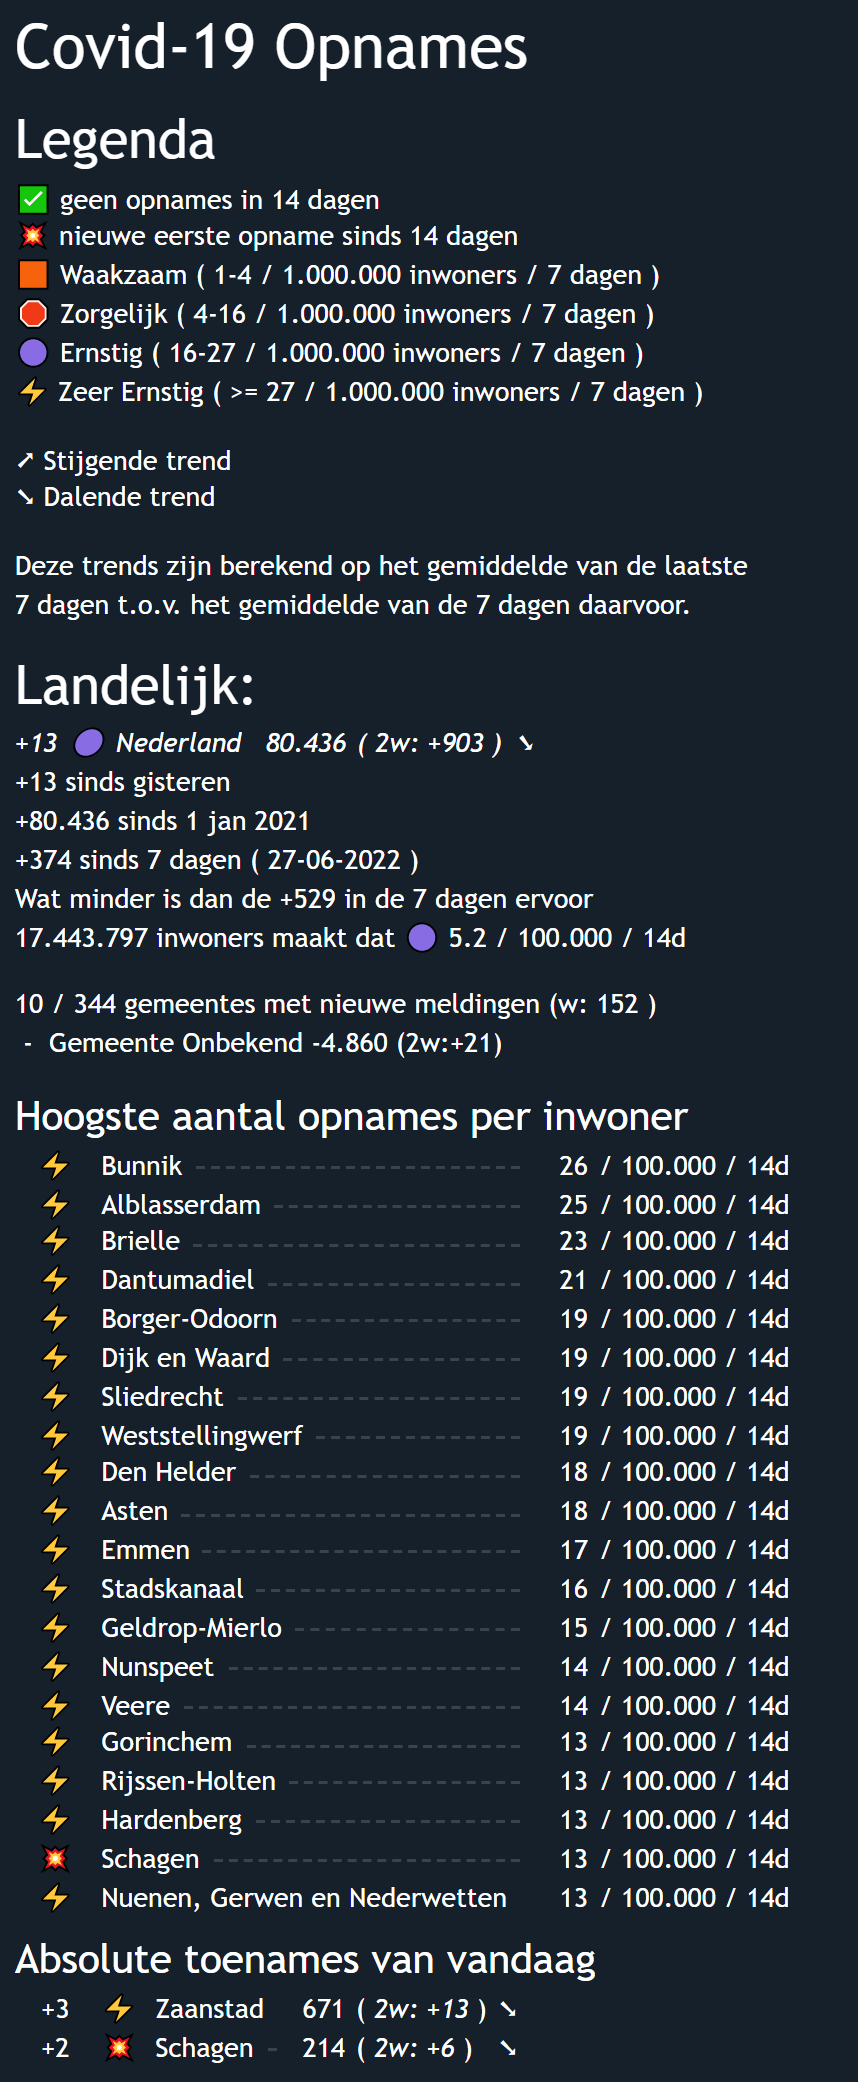 Covid-19 Opnames
Legenda
✅ geen opnames in 14 dagen
💥 nieuwe eerste opname sinds 14 dagen
🟧 Waakzaam ( 1-4 / 1.000.000 inwoners / 7 dagen )
🛑 Zorgelijk ( 4-16 / 1.000.000 inwoners / 7 dagen )
🟣 Ernstig ( 16-27 / 1.000.000 inwoners / 7 dagen )
⚡ Zeer Ernstig ( >= 27 / 1.000.000 inwoners / 7 dagen )
➚ Stijgende trend
➘ Dalende trend
Deze trends zijn berekend op het gemiddelde van de laatste
7 dagen t.o.v. het gemiddelde van de 7 dagen daarvoor.
Landelijk:
+13 🟣 Nederland 80.436 ( 2w: +903 ) ➘
+13 sinds gisteren
+80.436 sinds 1 jan 2021
+374 sinds 7 dagen ( 27-06-2022 )
Wat minder is dan de +529 in de 7 dagen ervoor
17.443.797 inwoners maakt dat 🟣 5.2 / 100.000 / 14d
10 / 344 gemeentes met nieuwe meldingen (w: 152 )
- Gemeente Onbekend -4.860 (2w:+21)
Hoogste aantal opnames per inwoner
⚡ Bunnik 26 / 100.000 / 14d
⚡ Alblasserdam 25 / 100.000 / 14d
⚡ Brielle 23 / 100.000 / 14d
⚡ Dantumadiel 21 / 100.000 / 14d
⚡ Borger-Odoorn 19 / 100.000 / 14d
⚡ Dijk en Waard 19 / 100.000 / 14d
⚡ Sliedrecht 19 / 100.000 / 14d
⚡ Weststellingwerf 19 / 100.000 / 14d
⚡ Den Helder 18 / 100.000 / 14d
⚡ Asten 18 / 100.000 / 14d
⚡ Emmen 17 / 100.000 / 14d
⚡ Stadskanaal 16 / 100.000 / 14d
⚡ Geldrop-Mierlo 15 / 100.000 / 14d
⚡ Nunspeet 14 / 100.000 / 14d
⚡ Veere 14 / 100.000 / 14d
⚡ Gorinchem 13 / 100.000 / 14d
⚡ Rijssen-Holten 13 / 100.000 / 14d
⚡ Hardenberg 13 / 100.000 / 14d
💥 Schagen 13 / 100.000 / 14d
⚡ Nuenen, Gerwen en Nederwetten 13 / 100.000 / 14d
Absolute toenames van vandaag
+3 ⚡ Zaanstad 671 ( 2w: +13 ) ➘
+2 💥 Schagen - 214 ( 2w: +6 ) ➘